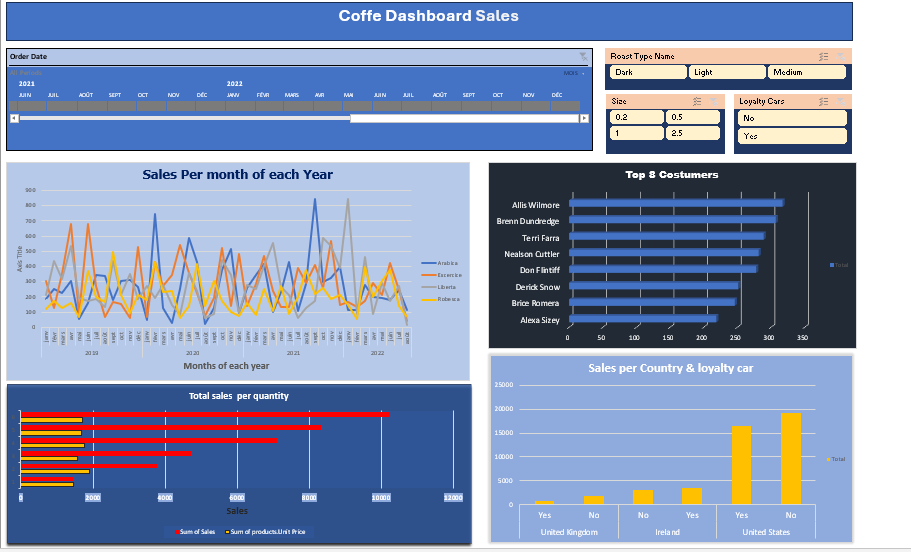 Coffe Dashboard Sales
Order Date
All Periods
MOIS
2021 2022
JUIN JUIL AOÛT SEPT OCT NOV DÉC JANV FÉVR MARS AVR MAI JUIN JUIL AOÛT SEPT OCT NOV DÉC
Roast Type Name
Dark Light Medium
Size
0.2 0.5
1 2.5
Loyalty Cars
No
Yes
Sales Per month of each Year
900
800
700
600
500
400
300
200
100
0
Axis Title
Arabica
Excercice
Liberta
Robesca
2019 2020 2021 2022
Months of each year
Top 8 Costumers
Allis Wilmore
Brenn Dundredge
Terri Farra
Nealson Cuttler
Don Flintiff
Derick Snow
Brice Romera
Alexa Sizey
0 50 100 150 200 250 300 350
Total
Total sales per quantity
0 2000 4000 6000 8000 10000 12000
Sales
Sum of Sales Sum of products.Unit Price
Sales per Country & loyalty car
25000
20000
15000
10000
5000
0
Yes No No Yes Yes No
United Kingdom Ireland United States
Total